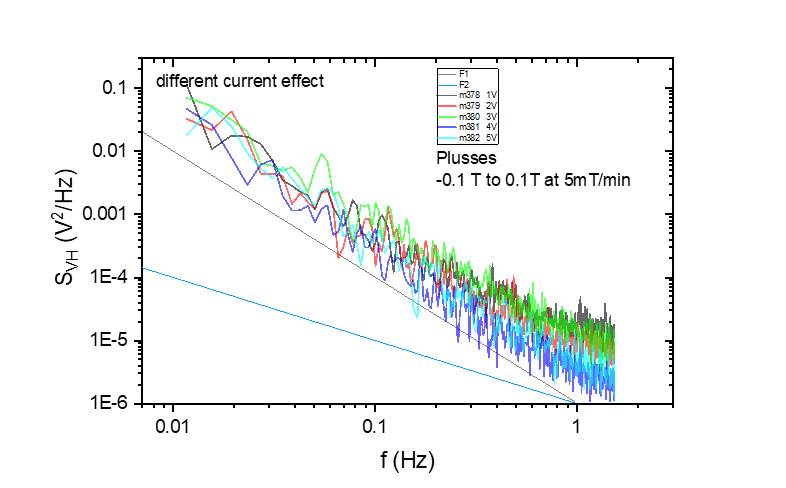 different current effect
F1
F2
m378 1V
m379 2V
m380 3V
m381 4V
m382 5V
Plusses
-0.1 T to 0.1T at 5mT/min
0.1
0.01
0.001
1E-4
1E-5
1E-6
S_VH (V²/Hz)
0.01
0.1
1
f (Hz)